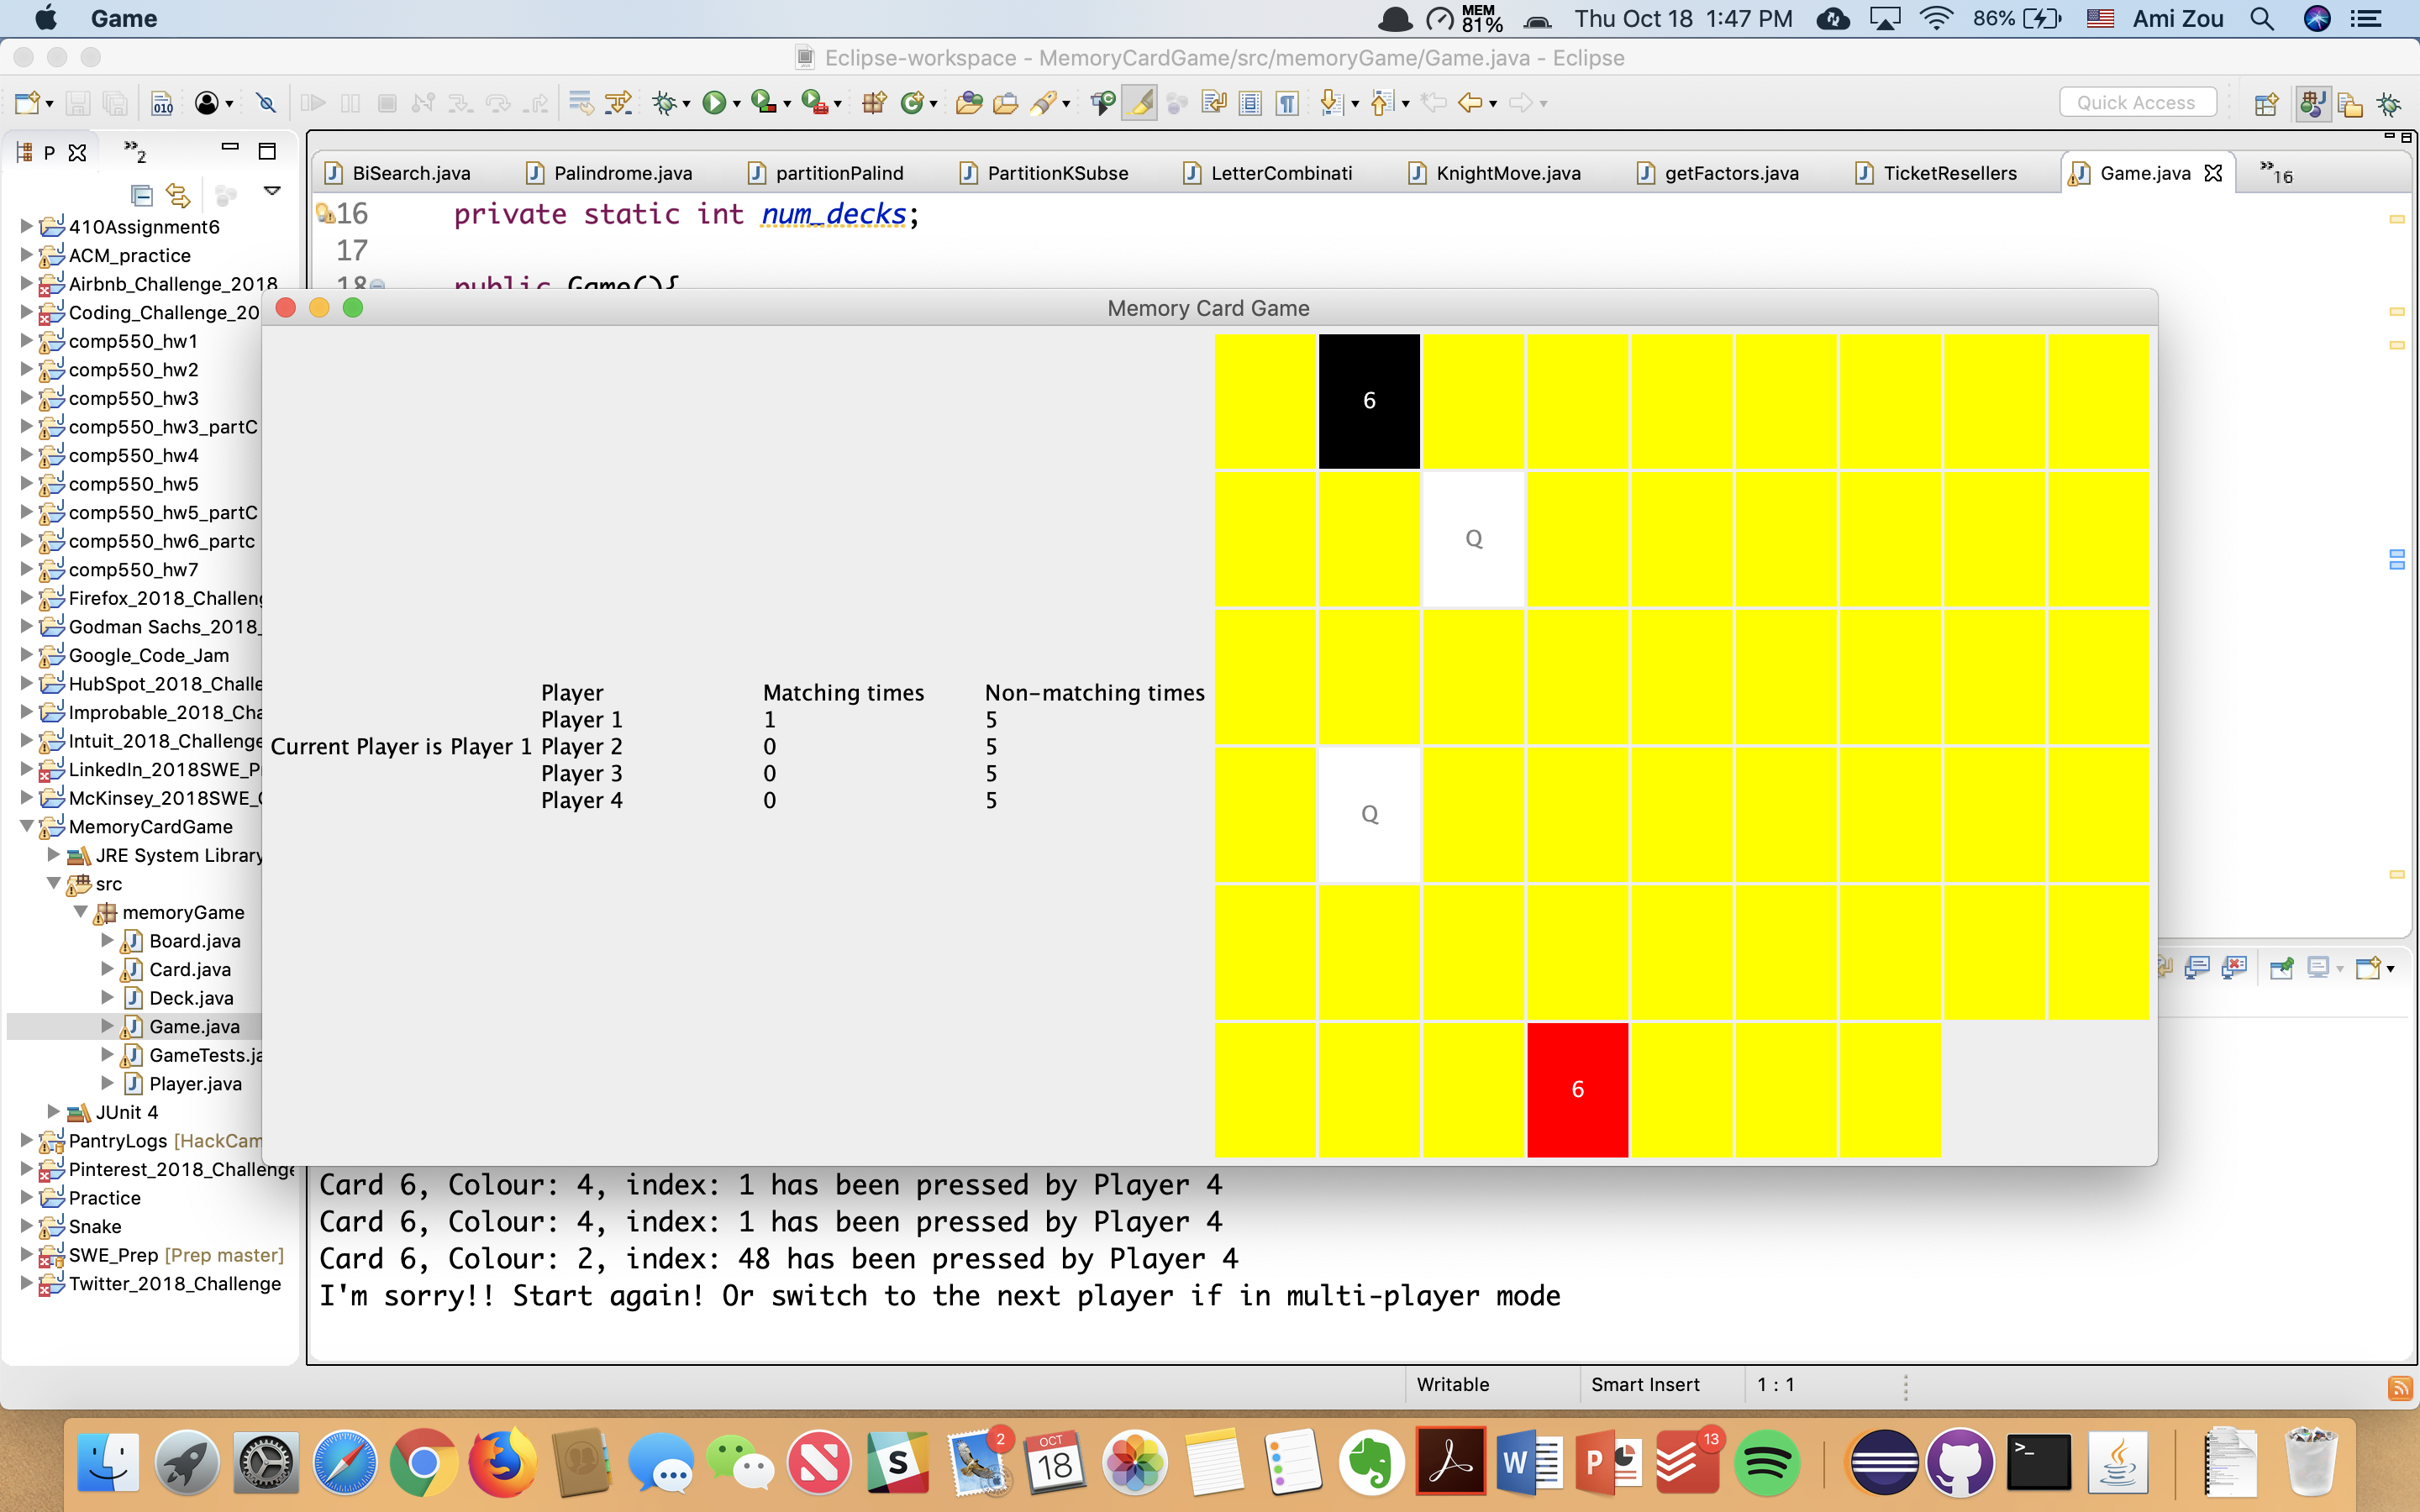 Game
MEM
81%
Thu Oct 18 1:47 PM
86%
Ami Zou
Eclipse-workspace - MemoryCardGame/src/memoryGame/Game.java - Eclipse
010
Quick Access
P
»2
BiSearch.java
Palindrome.java
partitionPalind
PartitionKSubse
LetterCombinati
KnightMove.java
getFactors.java
TicketResellers
Game.java
»16
16 private static int num_decks;
17
18 public Game(){
410Assignment6
ACM_practice
Airbnb_Challenge_2018
Coding_Challenge_20
comp550_hw1
comp550_hw2
comp550_hw3
comp550_hw3_partC
comp550_hw4
comp550_hw5
comp550_hw5_partC
comp550_hw6_partc
comp550_hw7
Firefox_2018_Challeng
Godman Sachs_2018_
Google_Code_Jam
HubSpot_2018_Challe
Improbable_2018_Cha
Intuit_2018_Challenge
LinkedIn_2018SWE_P
McKinsey_2018SWE_C
MemoryCardGame
JRE System Library
src
memoryGame
Board.java
Card.java
Deck.java
Game.java
GameTests.ja
Player.java
JUnit 4
PantryLogs [HackCam
Pinterest_2018_Challenge
Practice
Snake
SWE_Prep [Prep master]
Twitter_2018_Challenge
Memory Card Game
Current Player is Player 1
Player Matching times Non-matching times
Player 1 1 5
Player 2 0 5
Player 3 0 5
Player 4 0 5
6
Q
Q
6
Card 6, Colour: 4, index: 1 has been pressed by Player 4
Card 6, Colour: 4, index: 1 has been pressed by Player 4
Card 6, Colour: 2, index: 48 has been pressed by Player 4
I'm sorry!! Start again! Or switch to the next player if in multi-player mode
Writable
Smart Insert
1 : 1
S
2
OCT
18
W
P
13
>_